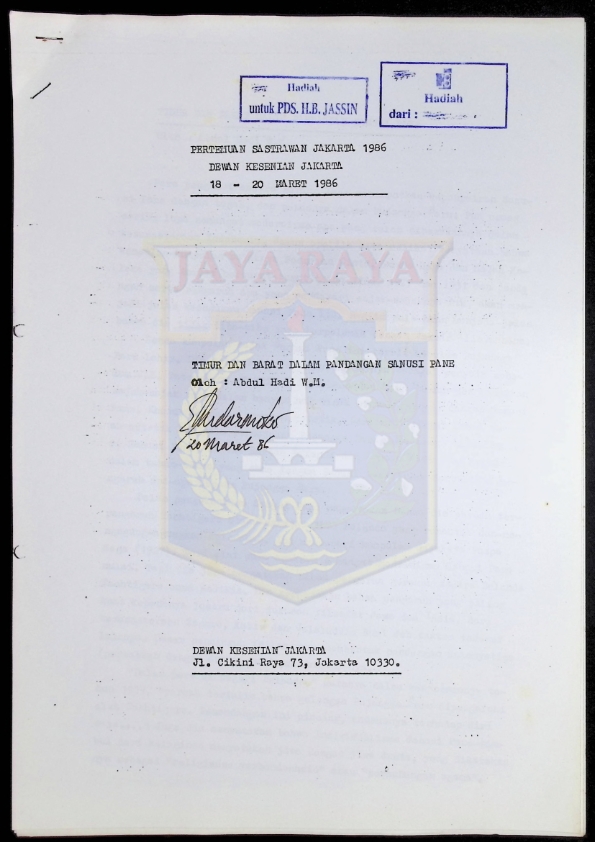 Hadiah
untuk PDS. H.B. JASSIN
Hadiah
dari :
PERTEMUAN SASTRAWAN JAKARTA 1986
DEWAN KESENIAN JAKARTA
18 - 20 MARET 1986
JAYA RAYA
TIMUR DAN BARAT DALAM PANDANGAN SANUSI PANE
Oleh : Abdul Hadi W.M.
20 Maret 86
DEWAN KESENIAN JAKARTA
Jl. Cikini Raya 73, Jakarta 10330.